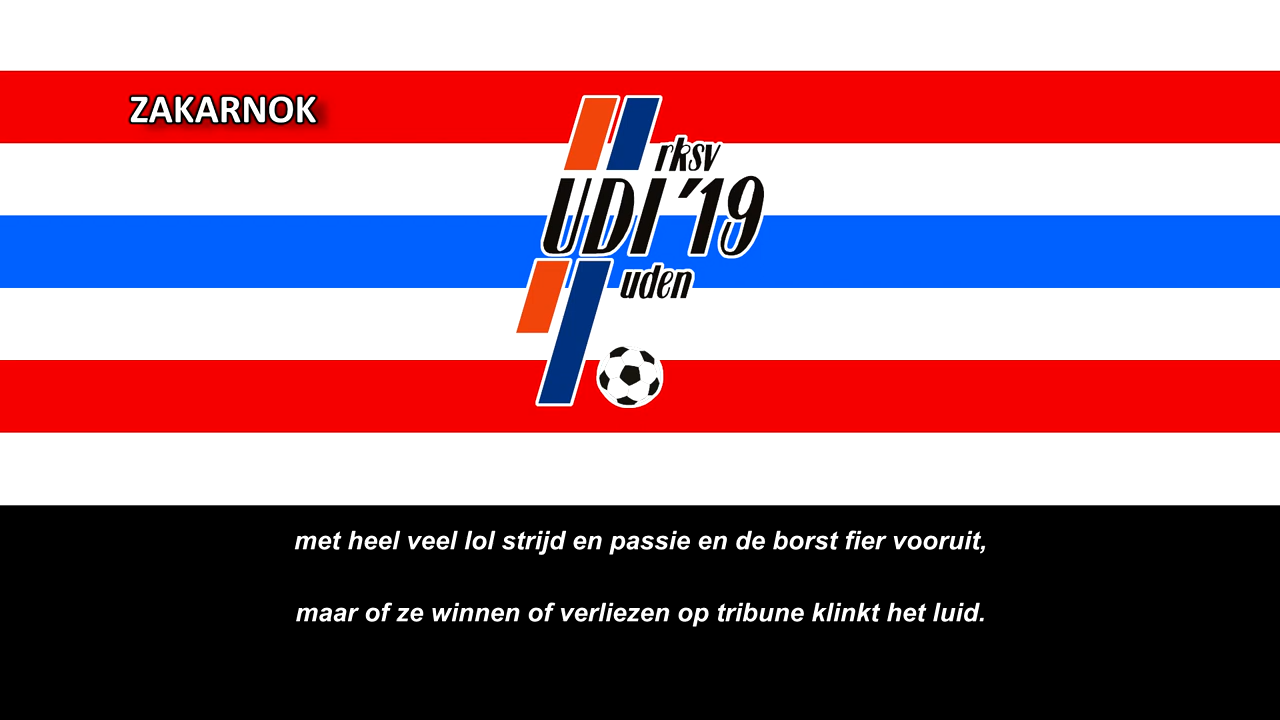 ZAKARNOK
rksv
UDI '19
uden
met heel veel lol strijd en passie en de borst fier vooruit,
maar of ze winnen of verliezen op tribune klinkt het luid.